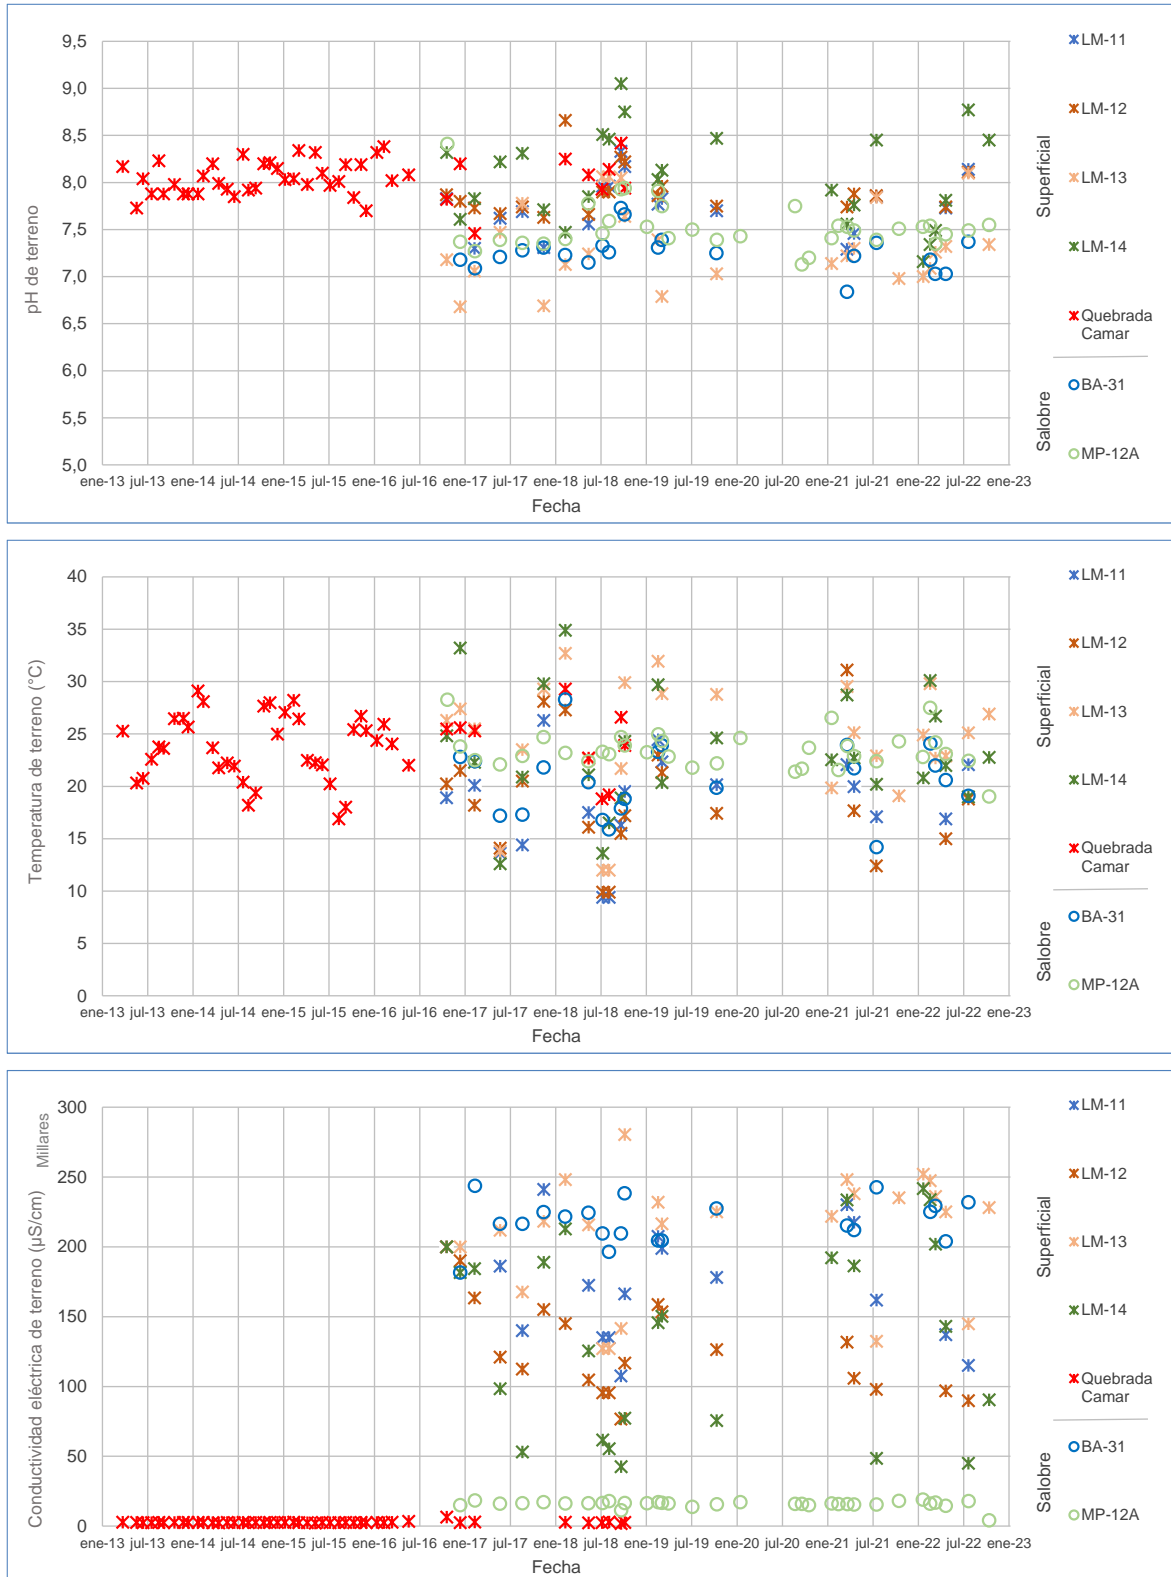 9,5
9,0
8,5
8,0
7,5
7,0
6,5
6,0
5,5
5,0
pH de terreno
ene-13 jul-13 ene-14 jul-14 ene-15 jul-15 ene-16 jul-16 ene-17 jul-17 ene-18 jul-18 ene-19 jul-19 ene-20 jul-20 ene-21 jul-21 ene-22 jul-22 ene-23
Fecha
LM-11
LM-12
LM-13
LM-14
Quebrada
Camar
BA-31
MP-12A
Superficial
Salobre
40
35
30
25
20
15
10
5
0
Temperatura de terreno (°C)
ene-13 jul-13 ene-14 jul-14 ene-15 jul-15 ene-16 jul-16 ene-17 jul-17 ene-18 jul-18 ene-19 jul-19 ene-20 jul-20 ene-21 jul-21 ene-22 jul-22 ene-23
Fecha
LM-11
LM-12
LM-13
LM-14
Quebrada
Camar
BA-31
MP-12A
Superficial
Salobre
300
250
200
150
100
50
0
Conductividad eléctrica de terreno (µS/cm)
Millares
ene-13 jul-13 ene-14 jul-14 ene-15 jul-15 ene-16 jul-16 ene-17 jul-17 ene-18 jul-18 ene-19 jul-19 ene-20 jul-20 ene-21 jul-21 ene-22 jul-22 ene-23
Fecha
LM-11
LM-12
LM-13
LM-14
Quebrada
Camar
BA-31
MP-12A
Superficial
Salobre